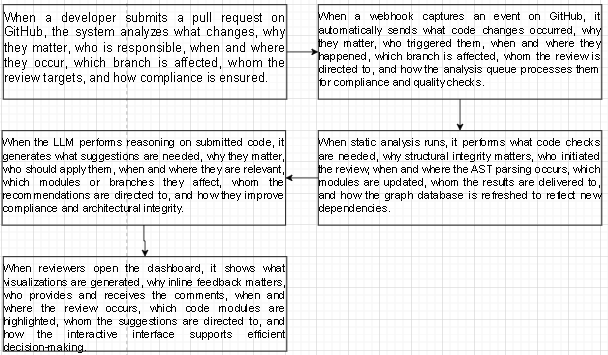 When a developer submits a pull request on
GitHub, the system analyzes what changes, why
they matter, who is responsible, when and where
they occur, which branch is affected, whom the
review targets, and how compliance is ensured.
When a webhook captures an event on GitHub, it
automatically sends what code changes occurred, why
they matter, who triggered them, when and where they
happened, which branch is affected, whom the review is
directed to, and how the analysis queue processes them
for compliance and quality checks.
When static analysis runs, it performs what code checks
are needed, why structural integrity matters, who initiated
the review, when and where the AST parsing occurs, which
modules are updated, whom the results are delivered to,
and how the graph database is refreshed to reflect new
dependencies.
When the LLM performs reasoning on submitted code, it
generates what suggestions are needed, why they matter,
who should apply them, when and where they are relevant,
which modules or branches they affect, whom the
recommendations are directed to, and how they improve
compliance and architectural integrity.
When reviewers open the dashboard, it shows what
visualizations are generated, why inline feedback matters,
who provides and receives the comments, when and
where the review occurs, which code modules are
highlighted, whom the suggestions are directed to, and
how the interactive interface supports efficient
decision-making.